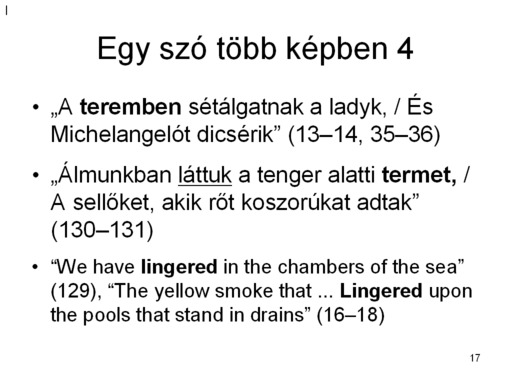 |
Egy szó több képben 4
• „A teremben sétálgatnak a ladyk, / És
Michelangelót dicsérik” (13–14, 35–36)
• „Álmunkban láttuk a tenger alatti termet, /
A sellőket, akik rőt koszorúkat adtak”
(130–131)
• “We have lingered in the chambers of the sea”
(129), “The yellow smoke that ... Lingered upon
the pools that stand in drains” (16–18)
17